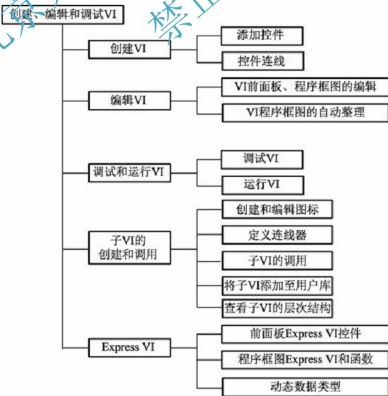 创建、编辑和调试VI
创建VI
添加控件
控件连线
编辑VI
VI前面板、程序框图的编辑
VI程序框图的自动整理
调试和运行VI
调试VI
运行VI
子VI的
创建和调用
创建和编辑图标
定义连线器
子VI的调用
将子VI添加至用户库
查看子VI的层次结构
Express VI
前面板Express VI控件
程序框图Express VI和函数
动态数据类型